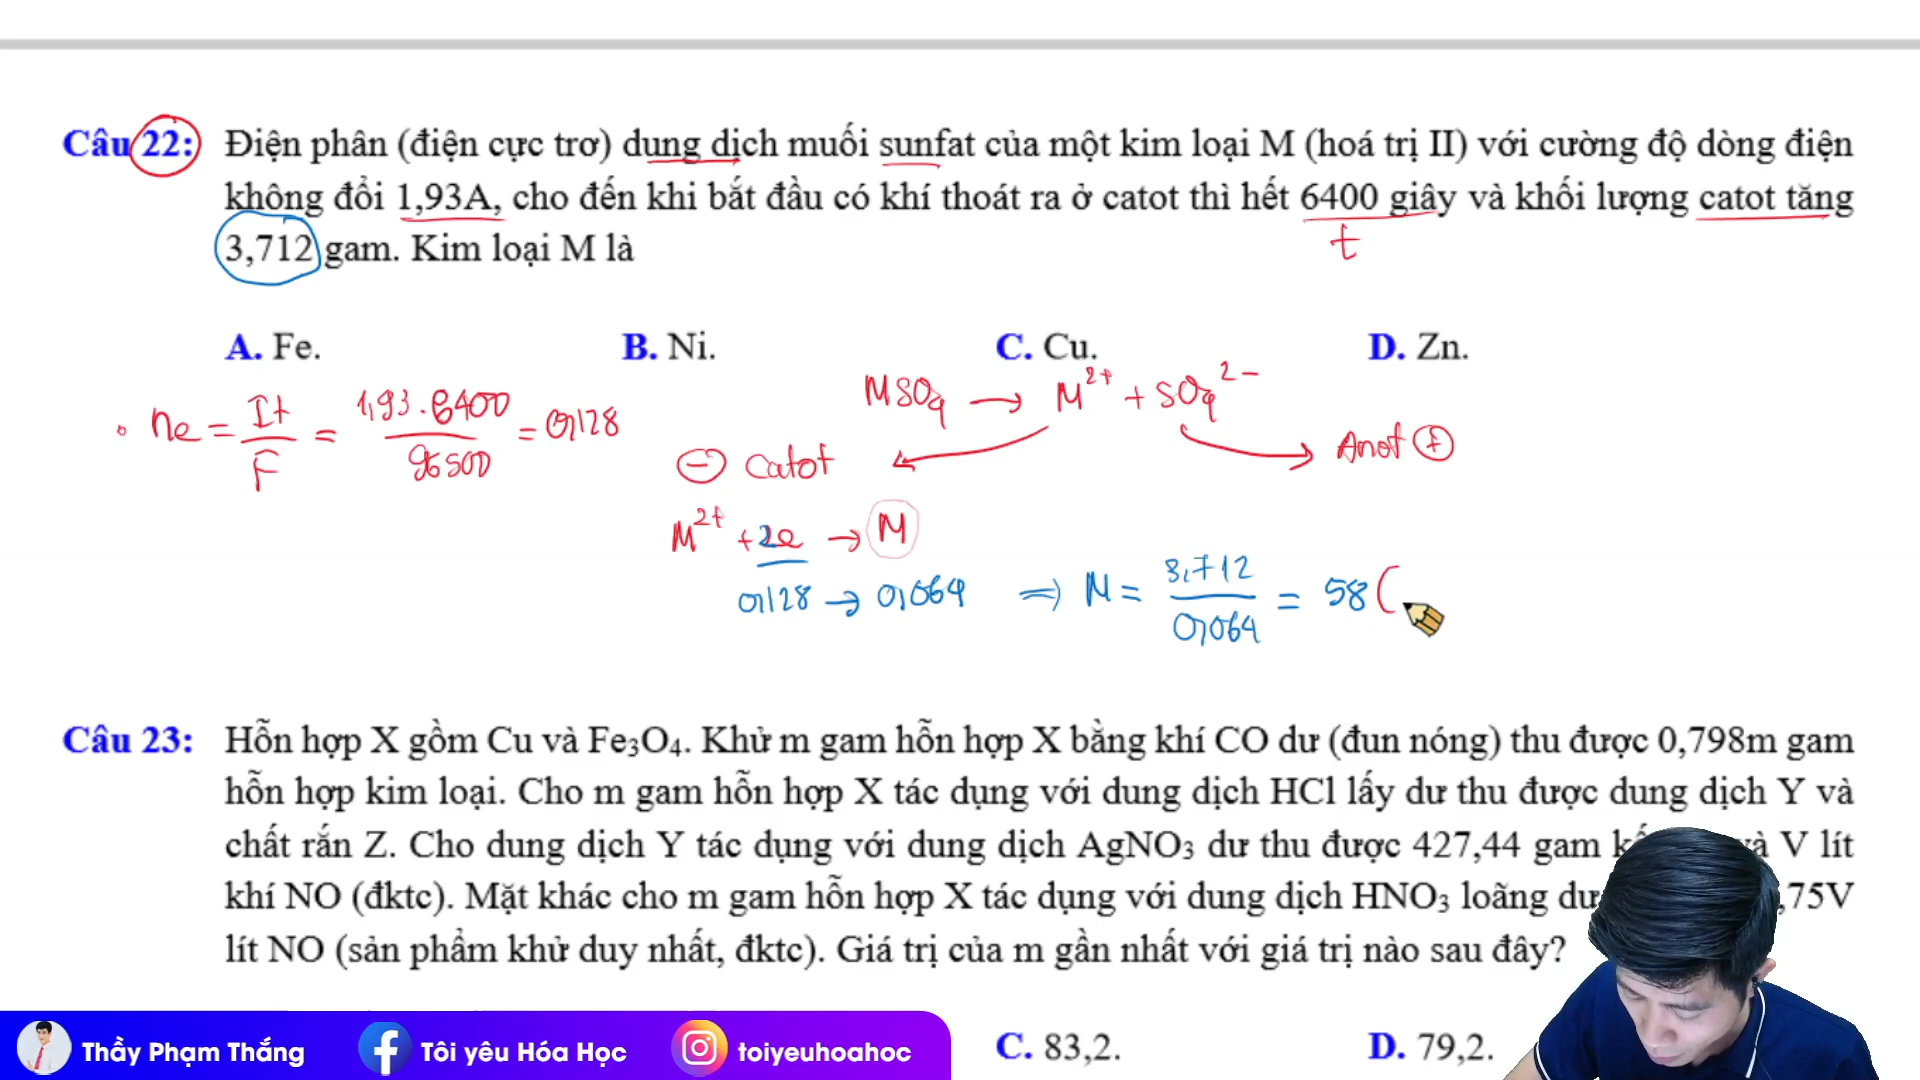 Câu 22: Điện phân (điện cực trơ) dung dịch muối sunfat của một kim loại M (hoá trị II) với cường độ dòng điện
không đổi 1,93A, cho đến khi bắt đầu có khí thoát ra ở catot thì hết 6400 giây và khối lượng catot tăng
3,712 gam. Kim loại M là
t
A. Fe. B. Ni. C. Cu. D. Zn.
MSO4 → M2+ + SO4 2-
ne = It/F = 1,93.6400/96500 = 0,128
⊖ Catot
Anot ⊕
M2+ + 2e → M
0,128 → 0,064 ⇒ M = 3,712/0,064 = 58 (
Câu 23: Hỗn hợp X gồm Cu và Fe3O4. Khử m gam hỗn hợp X bằng khí CO dư (đun nóng) thu được 0,798m gam
hỗn hợp kim loại. Cho m gam hỗn hợp X tác dụng với dung dịch HCl lấy dư thu được dung dịch Y và
chất rắn Z. Cho dung dịch Y tác dụng với dung dịch AgNO3 dư thu được 427,44 gam và V lít
khí NO (đktc). Mặt khác cho m gam hỗn hợp X tác dụng với dung dịch HNO3 loãng dư ,75V
lít NO (sản phẩm khử duy nhất, đktc). Giá trị của m gần nhất với giá trị nào sau đây?
C. 83,2. D. 79,2.
Thầy Phạm Thắng Tôi yêu Hóa Học toiyeuhoahoc